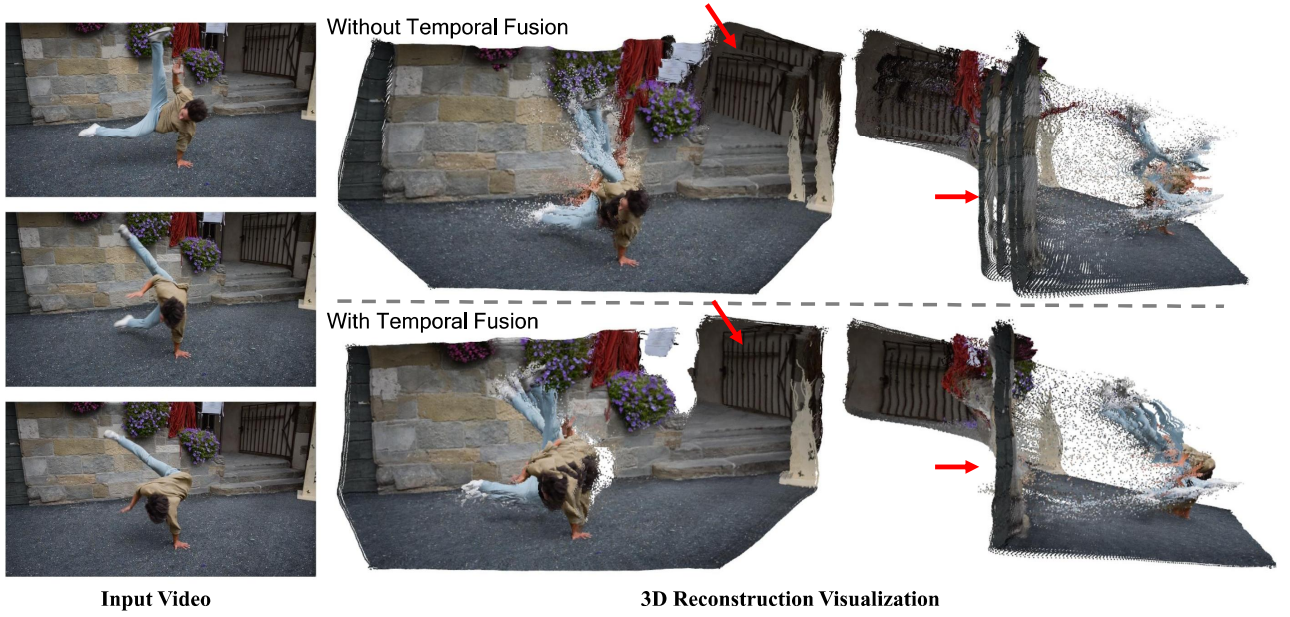 Without Temporal Fusion
With Temporal Fusion
Input Video
3D Reconstruction Visualization